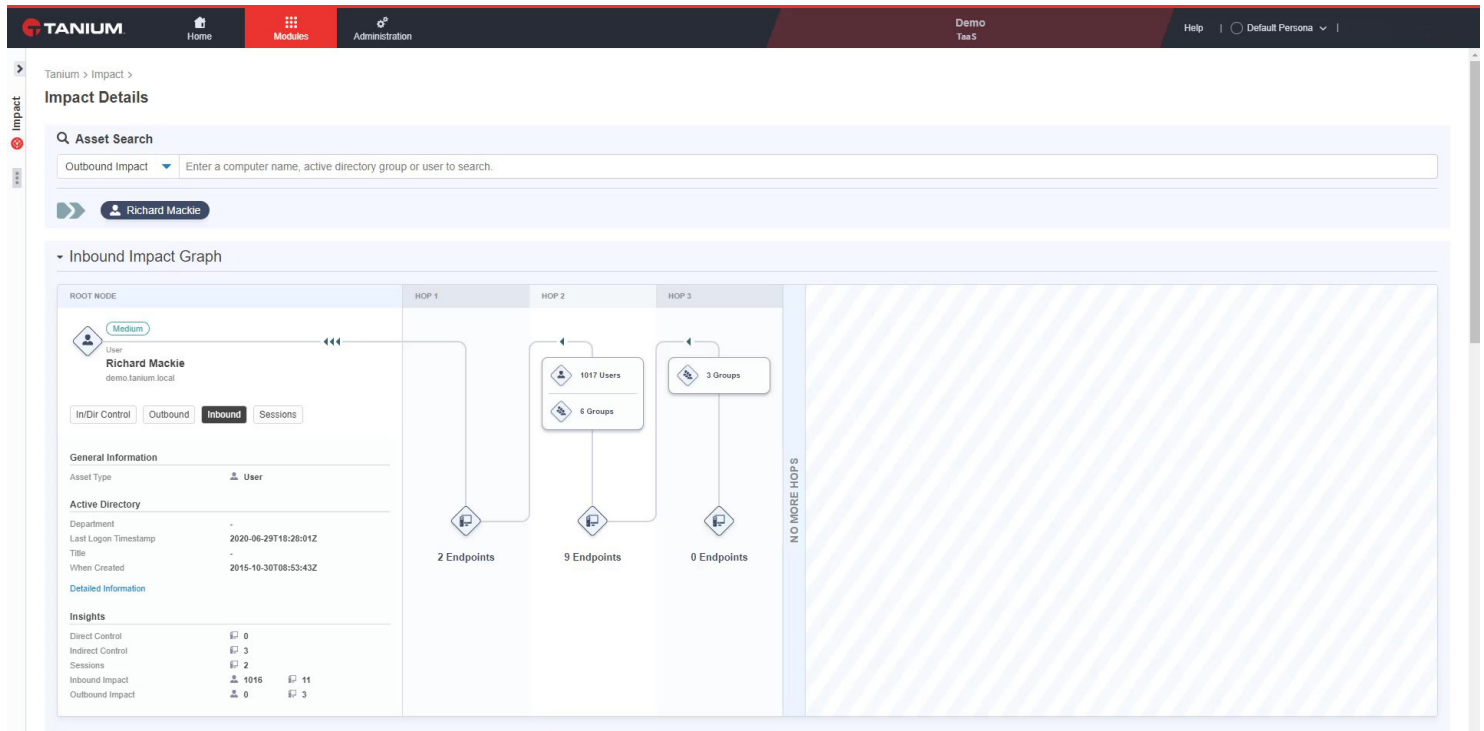 TANIUM
Home
Modules
Administration
Demo
TaaS
Help | Default Persona |
Impact
Tanium > Impact >
Impact Details
Asset Search
Outbound Impact Enter a computer name, active directory group or user to search.
Richard Mackie
Inbound Impact Graph
ROOT NODE HOP 1 HOP 2 HOP 3
Medium
User
Richard Mackie
demo.tanium.local
1017 Users
6 Groups
3 Groups
In/Dir Control Outbound Inbound Sessions
General Information
Asset Type User
Active Directory
Department -
Last Logon Timestamp 2020-06-29T18:28:01Z
Title -
When Created 2015-10-30T08:53:43Z
Detailed Information
2 Endpoints 9 Endpoints 0 Endpoints
NO MORE HOPS
Insights
Direct Control 0
Indirect Control 3
Sessions 2
Inbound Impact 1016 11
Outbound Impact 0 3